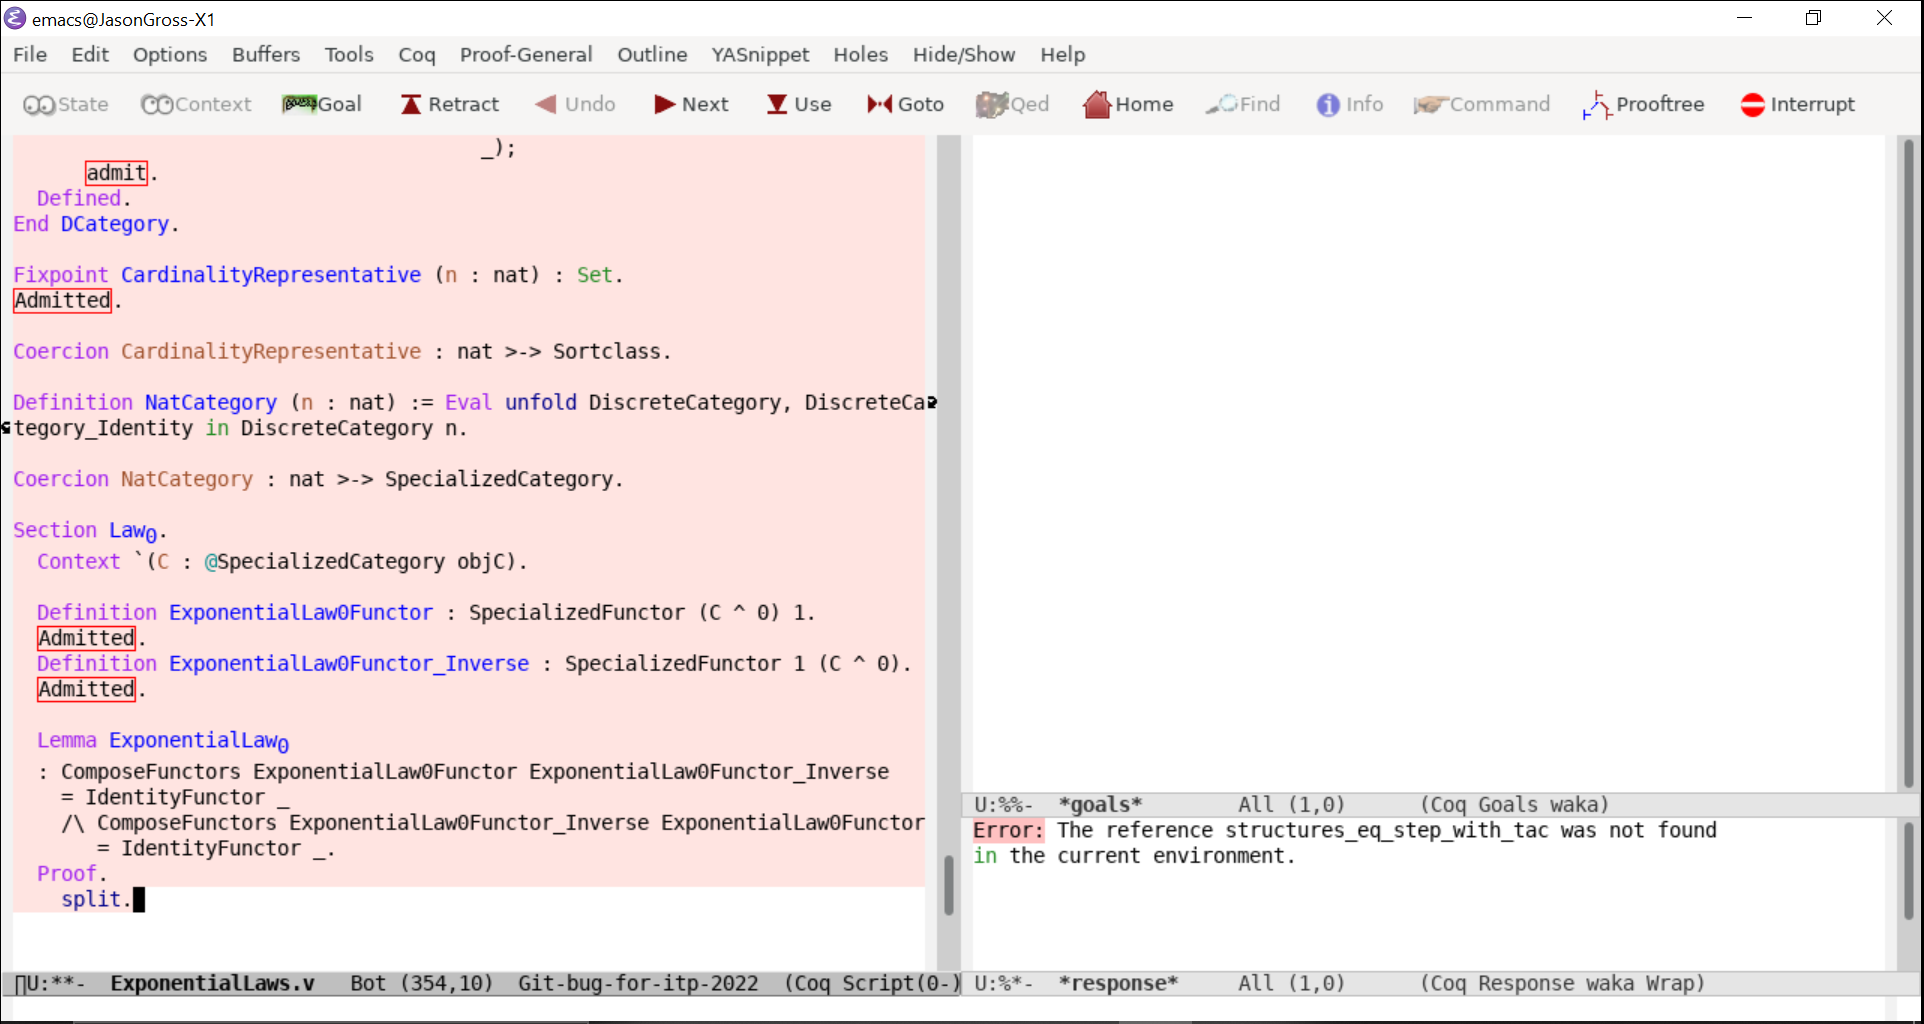 emacs@JasonGross-X1
File Edit Options Buffers Tools Coq Proof-General Outline YASnippet Holes Hide/Show Help
State Context Goal Retract Undo Next Use Goto Qed Home Find Info Command Prooftree Interrupt
_);
admit.
Defined.
End DCategory.
Fixpoint CardinalityRepresentative (n : nat) : Set.
Admitted.
Coercion CardinalityRepresentative : nat >-> Sortclass.
Definition NatCategory (n : nat) := Eval unfold DiscreteCategory, DiscreteCa
tegory_Identity in DiscreteCategory n.
Coercion NatCategory : nat >-> SpecializedCategory.
Section Law₀.
Context `(C : @SpecializedCategory objC).
Definition ExponentialLaw0Functor : SpecializedFunctor (C ^ 0) 1.
Admitted.
Definition ExponentialLaw0Functor_Inverse : SpecializedFunctor 1 (C ^ 0).
Admitted.
Lemma ExponentialLaw₀
: ComposeFunctors ExponentialLaw0Functor ExponentialLaw0Functor_Inverse
= IdentityFunctor _
/\ ComposeFunctors ExponentialLaw0Functor_Inverse ExponentialLaw0Functor
= IdentityFunctor _.
Proof.
split.
U:**- ExponentialLaws.v Bot (354,10) Git-bug-for-itp-2022 (Coq Script(0-)
U:%%- *goals* All (1,0) (Coq Goals waka)
Error: The reference structures_eq_step_with_tac was not found
in the current environment.
U:%*- *response* All (1,0) (Coq Response waka Wrap)